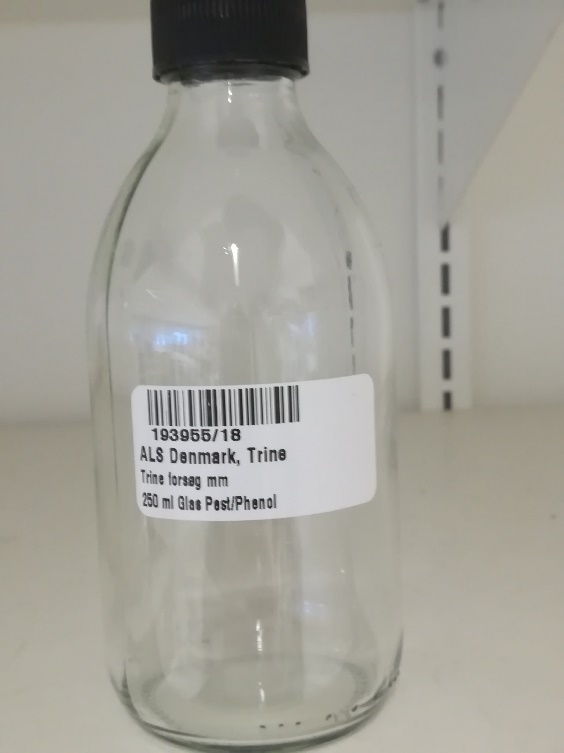 193955/18
ALS Denmark, Trine
Trine forsøg mm
250 ml Glas Pest/Phenol